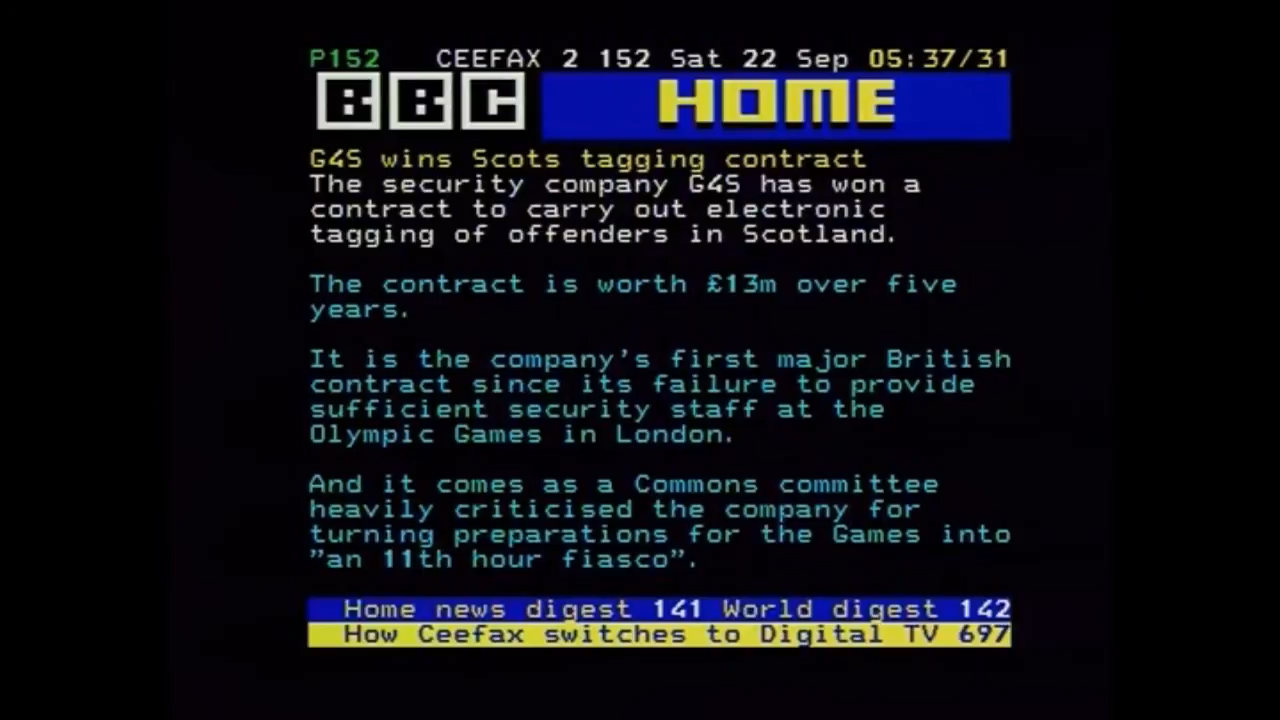 P152 CEEFAX 2 152 Sat 22 Sep 05:37/31
BBC HOME
G4S wins Scots tagging contract
The security company G4S has won a
contract to carry out electronic
tagging of offenders in Scotland.
The contract is worth £13m over five
years.
It is the company's first major British
contract since its failure to provide
sufficient security staff at the
Olympic Games in London.
And it comes as a Commons committee
heavily criticised the company for
turning preparations for the Games into
"an 11th hour fiasco".
Home news digest 141 World digest 142
How Ceefax switches to Digital TV 697